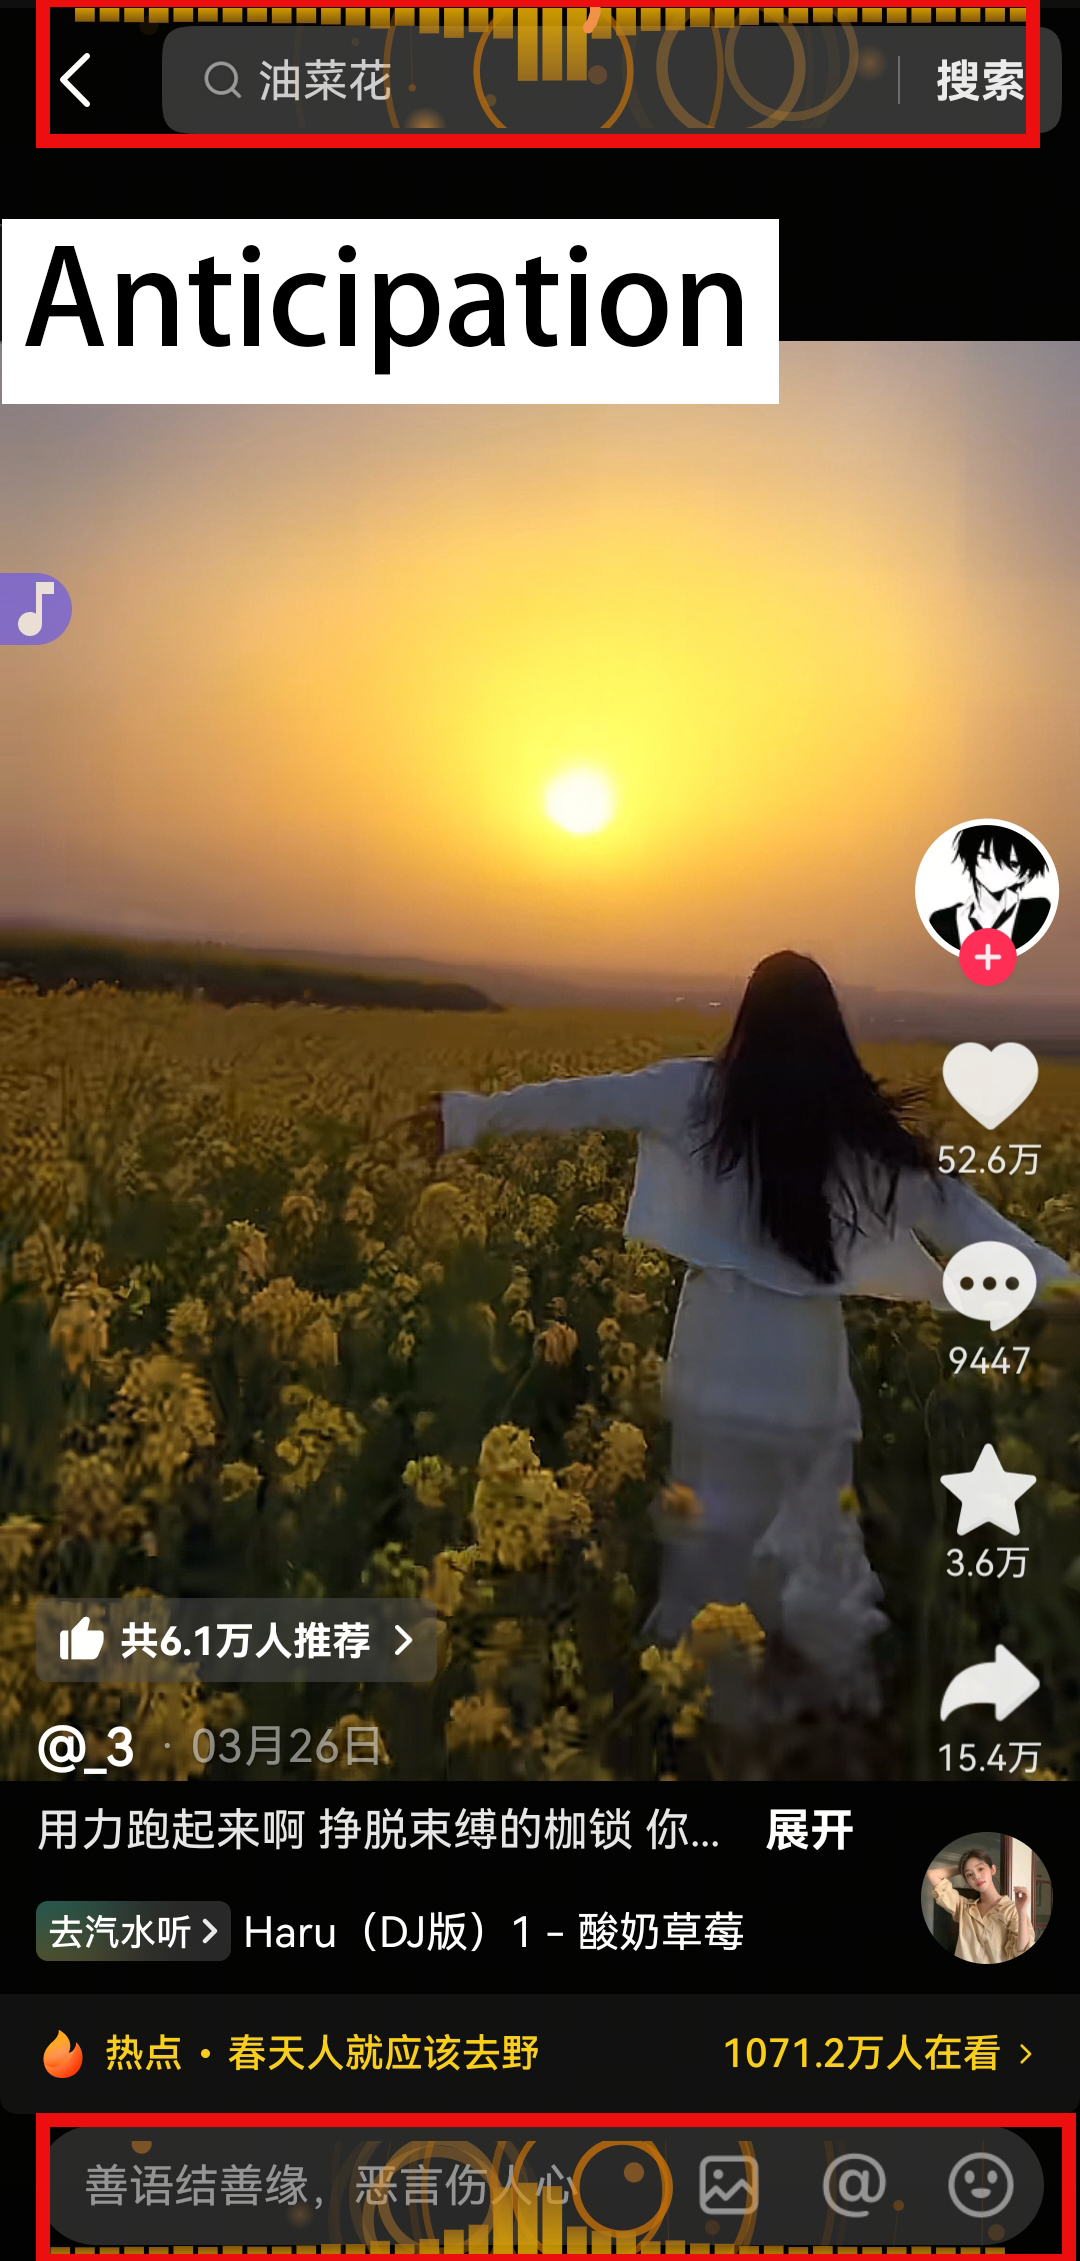 油菜花
搜索
Anticipation
52.6万
9447
3.6万
共6.1万人推荐
@_3 · 03月26日
15.4万
用力跑起来啊 挣脱束缚的枷锁 你... 展开
去汽水听 Haru（DJ版）1 - 酸奶草莓
热点 • 春天人就应该去野 1071.2万人在看
善语结善缘，恶言伤人心